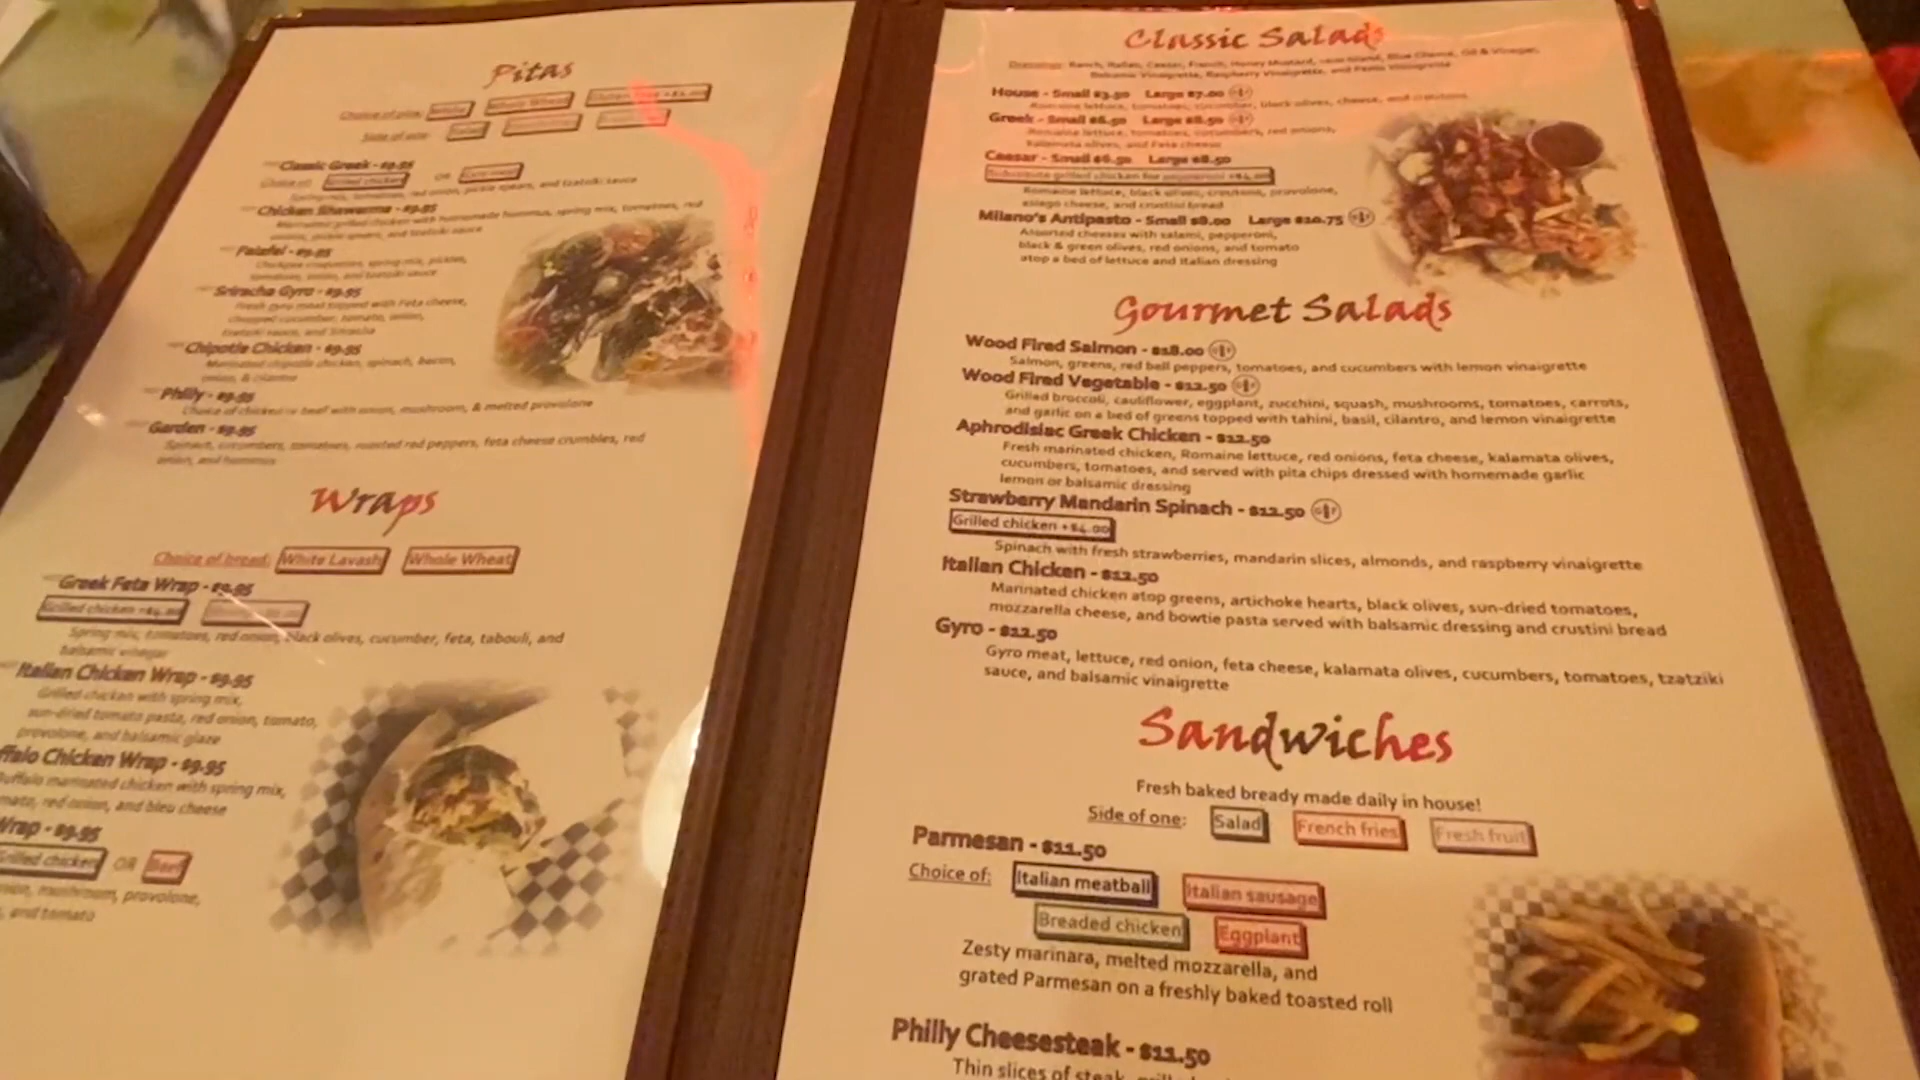 Pitas
Choice of pita: White Whole Wheat
Side of one: Salad
Classic Greek - $9.95
Choice of: Grilled chicken OR
red onion, pickle spears, and tzatziki sauce
Chicken Shawarma - $9.95
Marinated grilled chicken with homemade hummus, spring mix, tomatoes, red
onions, pickle spears, and tzatziki sauce
Falafel - $9.95
Chickpea croquettes, spring mix, pickles,
tomatoes, onion, and tzatziki sauce
Sriracha Gyro - $9.95
Fresh gyro meat topped with Feta cheese,
chopped cucumber, tomato, onion,
tzatziki sauce, and Sriracha
Chipotle Chicken - $9.95
Marinated chipotle chicken, spinach, bacon,
onion, & cilantro
Philly - $9.95
Choice of chicken or beef with onion, mushroom, & melted provolone
Garden - $9.95
Spinach, cucumbers, tomatoes, roasted red peppers, feta cheese crumbles, red
onion, and hummus
Wraps
Choice of bread: White Lavash Whole Wheat
Greek Feta Wrap - $9.95
Grilled chicken +$4.00
Spring mix, tomatoes, red onion, black olives, cucumber, feta, tabouli, and
balsamic vinegar
Italian Chicken Wrap - $9.95
Grilled chicken with spring mix,
sun-dried tomato pasta, red onion, tomato,
provolone, and balsamic glaze
ffalo Chicken Wrap - $9.95
Buffalo marinated chicken with spring mix,
mato, red onion, and bleu cheese
Wrap - $9.95
Grilled chicken OR Beef
nion, mushroom, provolone,
, and tomato
Classic Salads
Dressings: Ranch, Italian, Caesar, French, Honey Mustard, Blue Cheese, Oil & Vinegar,
Balsamic Vinaigrette, Raspberry Vinaigrette, and Vinaigrette
House - Small $3.50 Large $7.00
Romaine lettuce, tomatoes, cucumber, black olives, cheese, and croutons
Greek - Small $6.50 Large $8.50
Romaine lettuce, tomatoes, cucumbers, red onions,
kalamata olives, and Feta cheese
Caesar - Small $6.50 Large $8.50
Substitute grilled chicken for pepperoni +$4.00
Romaine lettuce, black olives, croutons, provolone,
asiago cheese, and crustini bread
Milano's Antipasto - Small $8.00 Large $10.75
Assorted cheeses with salami, pepperoni,
black & green olives, red onions, and tomato
atop a bed of lettuce and Italian dressing
Gourmet Salads
Wood Fired Salmon - $18.00
Salmon, greens, red bell peppers, tomatoes, and cucumbers with lemon vinaigrette
Wood Fired Vegetable - $12.50
Grilled broccoli, cauliflower, eggplant, zucchini, squash, mushrooms, tomatoes, carrots,
and garlic on a bed of greens topped with tahini, basil, cilantro, and lemon vinaigrette
Aphrodisiac Greek Chicken - $12.50
Fresh marinated chicken, Romaine lettuce, red onions, feta cheese, kalamata olives,
cucumbers, tomatoes, and served with pita chips dressed with homemade garlic
lemon or balsamic dressing
Strawberry Mandarin Spinach - $12.50
Grilled chicken +$4.00
Spinach with fresh strawberries, mandarin slices, almonds, and raspberry vinaigrette
Italian Chicken - $12.50
Marinated chicken atop greens, artichoke hearts, black olives, sun-dried tomatoes,
mozzarella cheese, and bowtie pasta served with balsamic dressing and crustini bread
Gyro - $12.50
Gyro meat, lettuce, red onion, feta cheese, kalamata olives, cucumbers, tomatoes, tzatziki
sauce, and balsamic vinaigrette
Sandwiches
Fresh baked bready made daily in house!
Side of one: Salad French fries Fresh fruit
Parmesan - $11.50
Choice of: Italian meatball Italian sausage
Breaded chicken Eggplant
Zesty marinara, melted mozzarella, and
grated Parmesan on a freshly baked toasted roll
Philly Cheesesteak - $11.50
Thin slices of steak,